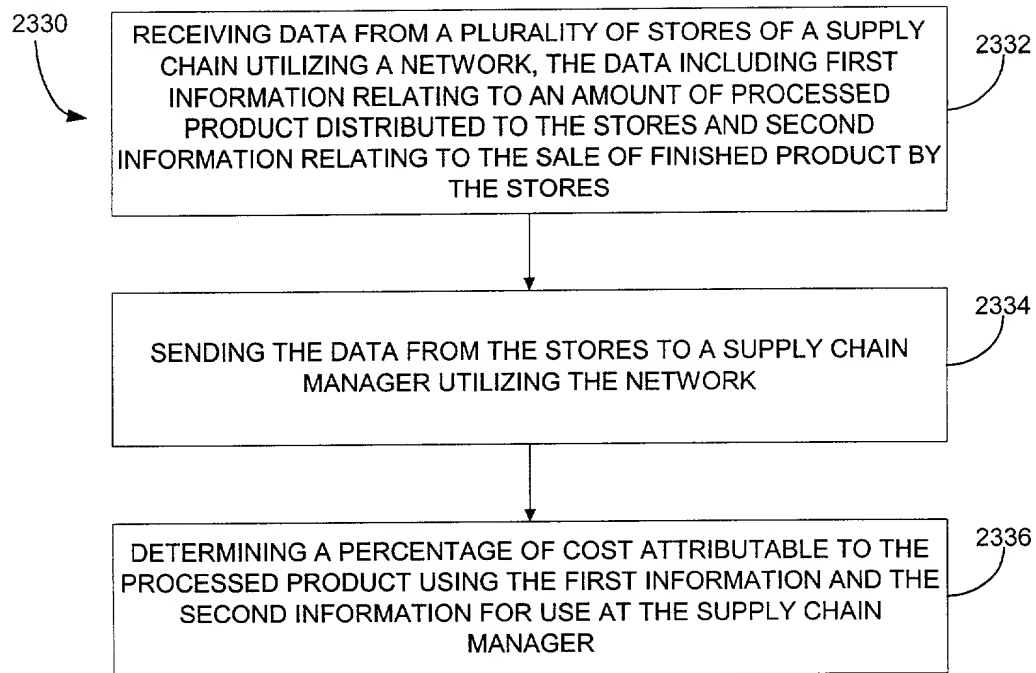 2330
RECEIVING DATA FROM A PLURALITY OF STORES OF A SUPPLY
CHAIN UTILIZING A NETWORK, THE DATA INCLUDING FIRST
INFORMATION RELATING TO AN AMOUNT OF PROCESSED
PRODUCT DISTRIBUTED TO THE STORES AND SECOND
INFORMATION RELATING TO THE SALE OF FINISHED PRODUCT BY
THE STORES
2332
SENDING THE DATA FROM THE STORES TO A SUPPLY CHAIN
MANAGER UTILIZING THE NETWORK
2334
DETERMINING A PERCENTAGE OF COST ATTRIBUTABLE TO THE
PROCESSED PRODUCT USING THE FIRST INFORMATION AND THE
SECOND INFORMATION FOR USE AT THE SUPPLY CHAIN
MANAGER
2336